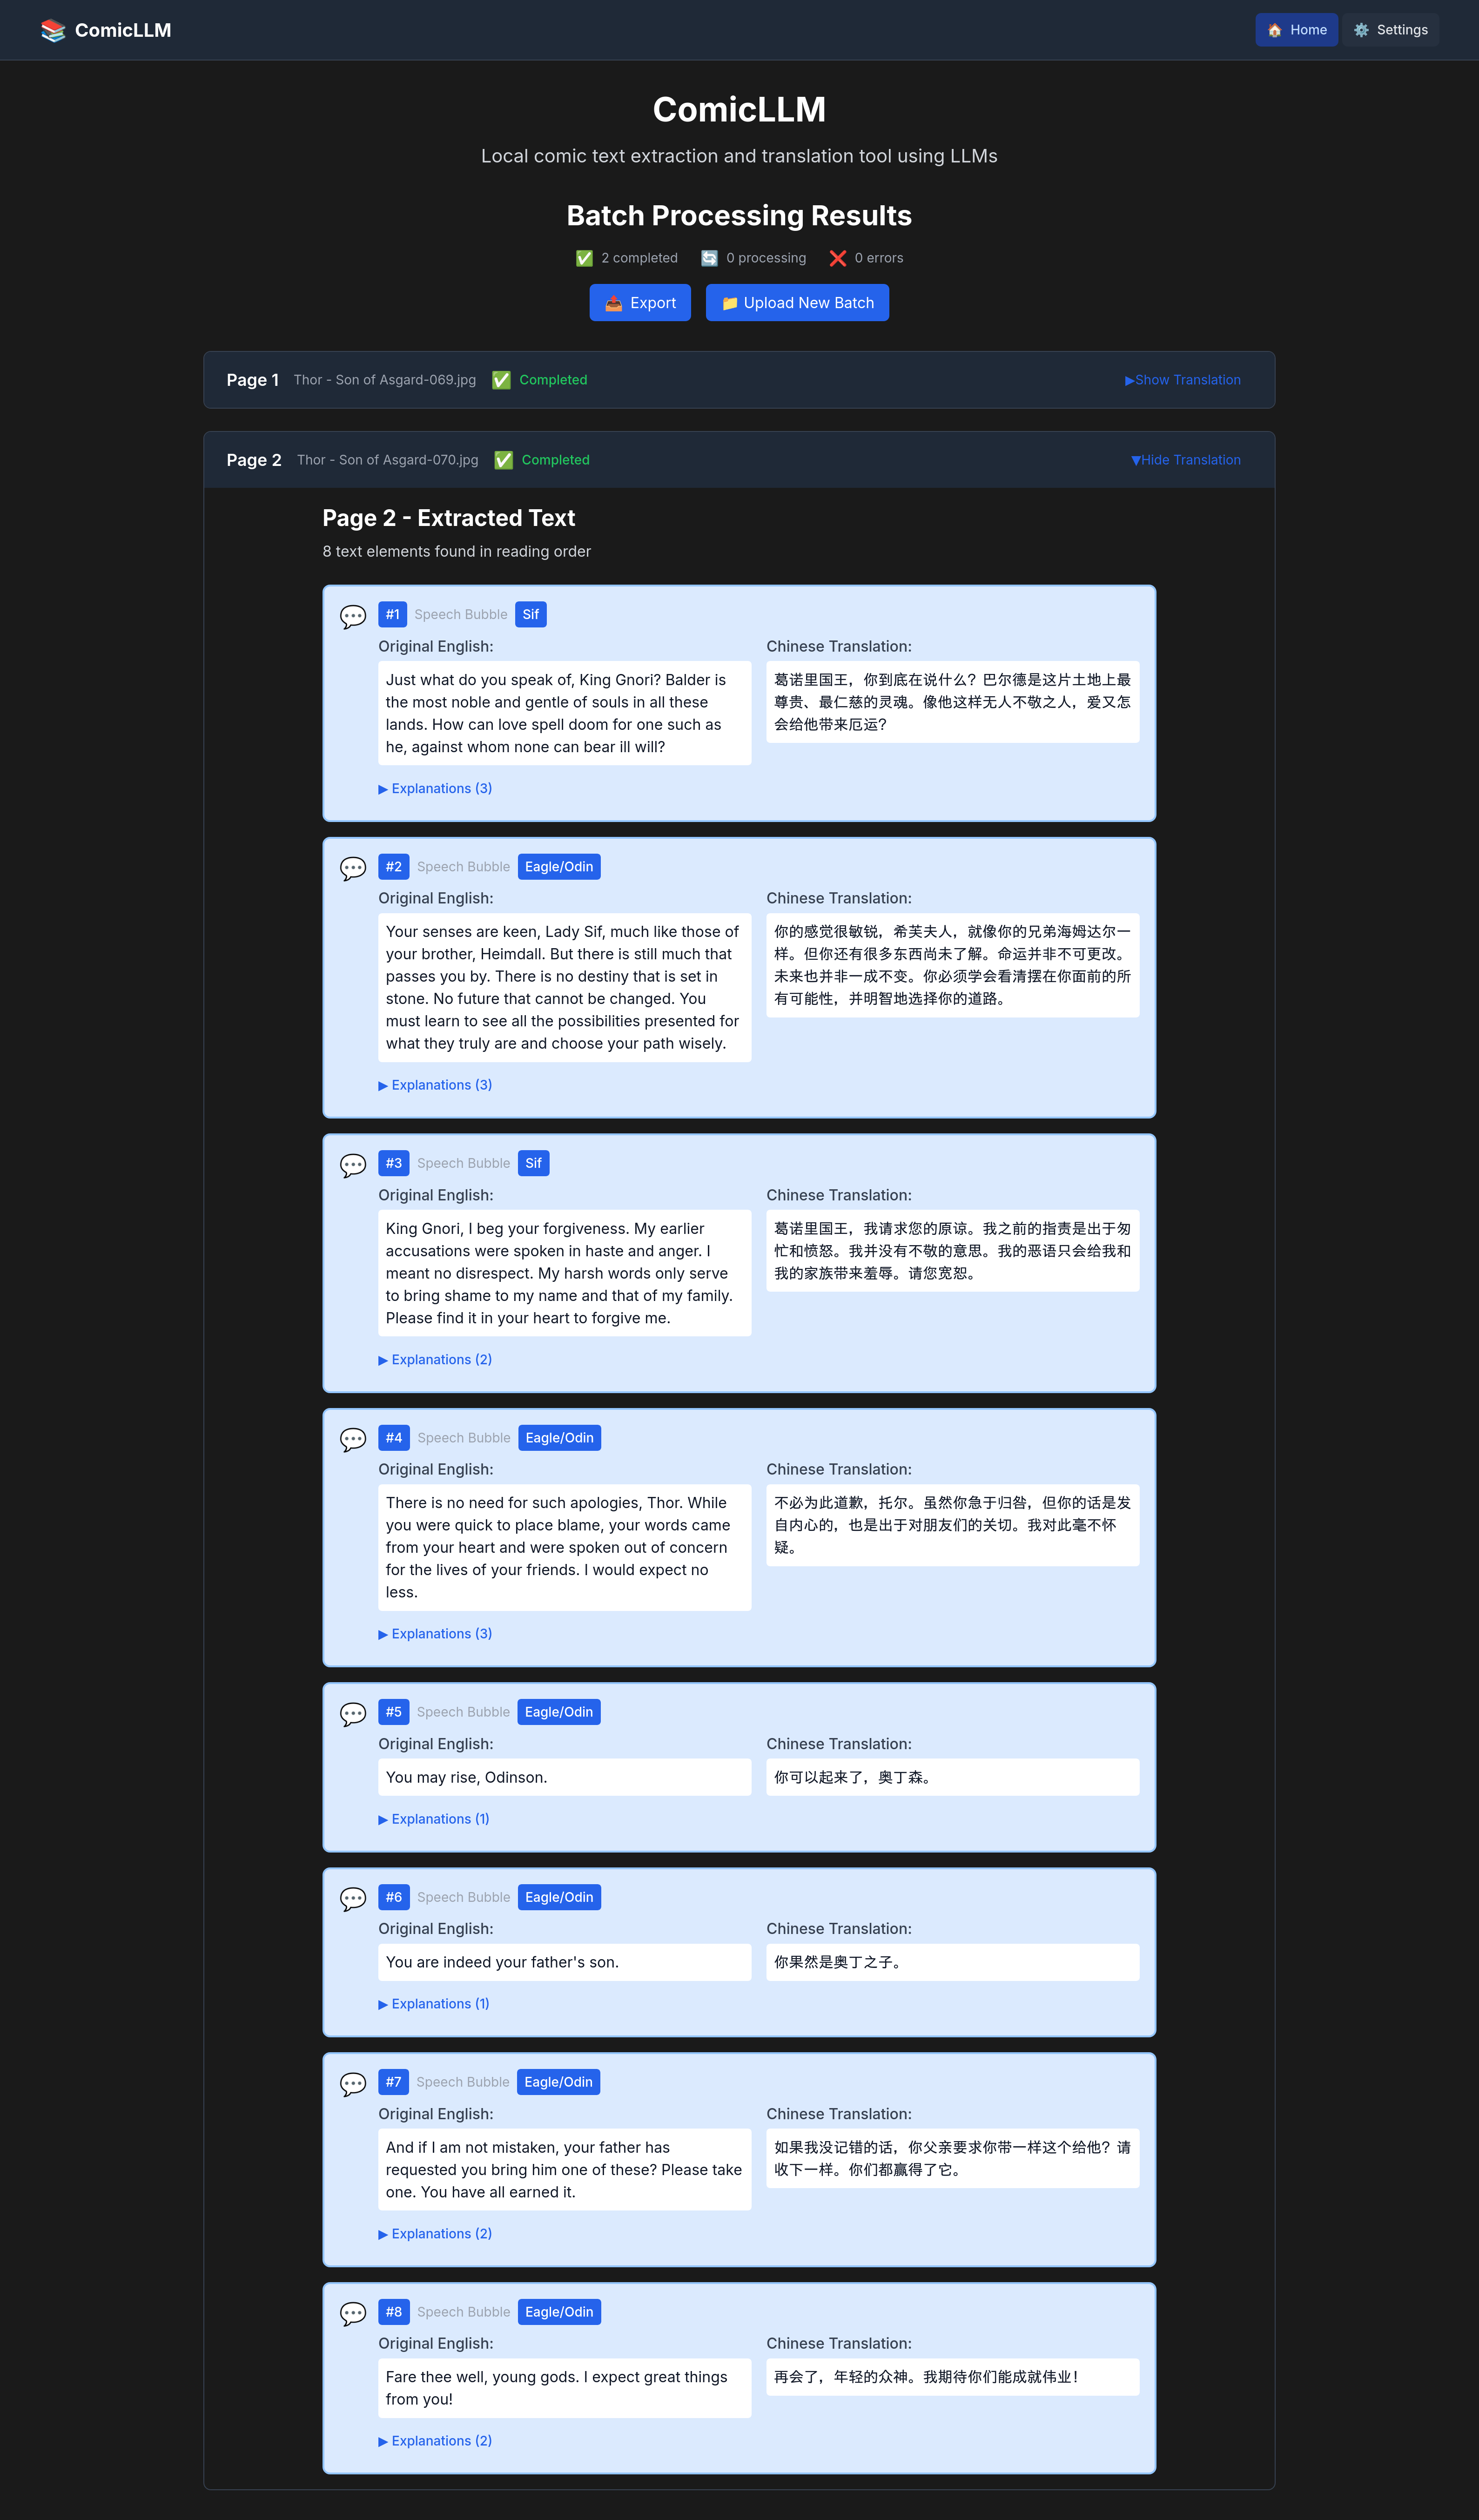 📚 ComicLLM
🏠 Home
⚙️ Settings
ComicLLM
Local comic text extraction and translation tool using LLMs
Batch Processing Results
✅ 2 completed 🔄 0 processing ❌ 0 errors
📤 Export
📁 Upload New Batch
Page 1 Thor - Son of Asgard-069.jpg ✅ Completed ▶Show Translation
Page 2 Thor - Son of Asgard-070.jpg ✅ Completed ▼Hide Translation
Page 2 - Extracted Text
8 text elements found in reading order
💬 #1 Speech Bubble Sif
Original English:
Just what do you speak of, King Gnori? Balder is
the most noble and gentle of souls in all these
lands. How can love spell doom for one such as
he, against whom none can bear ill will?
Chinese Translation:
葛诺里国王，你到底在说什么？巴尔德是这片土地上最
尊贵、最仁慈的灵魂。像他这样无人不敬之人，爱又怎
会给他带来厄运？
▶ Explanations (3)
💬 #2 Speech Bubble Eagle/Odin
Original English:
Your senses are keen, Lady Sif, much like those of
your brother, Heimdall. But there is still much that
passes you by. There is no destiny that is set in
stone. No future that cannot be changed. You
must learn to see all the possibilities presented for
what they truly are and choose your path wisely.
Chinese Translation:
你的感觉很敏锐，希芙夫人，就像你的兄弟海姆达尔一
样。但你还有很多东西尚未了解。命运并非不可更改。
未来也并非一成不变。你必须学会看清摆在你面前的所
有可能性，并明智地选择你的道路。
▶ Explanations (3)
💬 #3 Speech Bubble Sif
Original English:
King Gnori, I beg your forgiveness. My earlier
accusations were spoken in haste and anger. I
meant no disrespect. My harsh words only serve
to bring shame to my name and that of my family.
Please find it in your heart to forgive me.
Chinese Translation:
葛诺里国王，我请求您的原谅。我之前的指责是出于匆
忙和愤怒。我并没有不敬的意思。我的恶语只会给我和
我的家族带来羞辱。请您宽恕。
▶ Explanations (2)
💬 #4 Speech Bubble Eagle/Odin
Original English:
There is no need for such apologies, Thor. While
you were quick to place blame, your words came
from your heart and were spoken out of concern
for the lives of your friends. I would expect no
less.
Chinese Translation:
不必为此道歉，托尔。虽然你急于归咎，但你的话是发
自内心的，也是出于对朋友们的关切。我对此毫不怀
疑。
▶ Explanations (3)
💬 #5 Speech Bubble Eagle/Odin
Original English:
You may rise, Odinson.
Chinese Translation:
你可以起来了，奥丁森。
▶ Explanations (1)
💬 #6 Speech Bubble Eagle/Odin
Original English:
You are indeed your father's son.
Chinese Translation:
你果然是奥丁之子。
▶ Explanations (1)
💬 #7 Speech Bubble Eagle/Odin
Original English:
And if I am not mistaken, your father has
requested you bring him one of these? Please take
one. You have all earned it.
Chinese Translation:
如果我没记错的话，你父亲要求你带一样这个给他？请
收下一样。你们都赢得了它。
▶ Explanations (2)
💬 #8 Speech Bubble Eagle/Odin
Original English:
Fare thee well, young gods. I expect great things
from you!
Chinese Translation:
再会了，年轻的众神。我期待你们能成就伟业！
▶ Explanations (2)